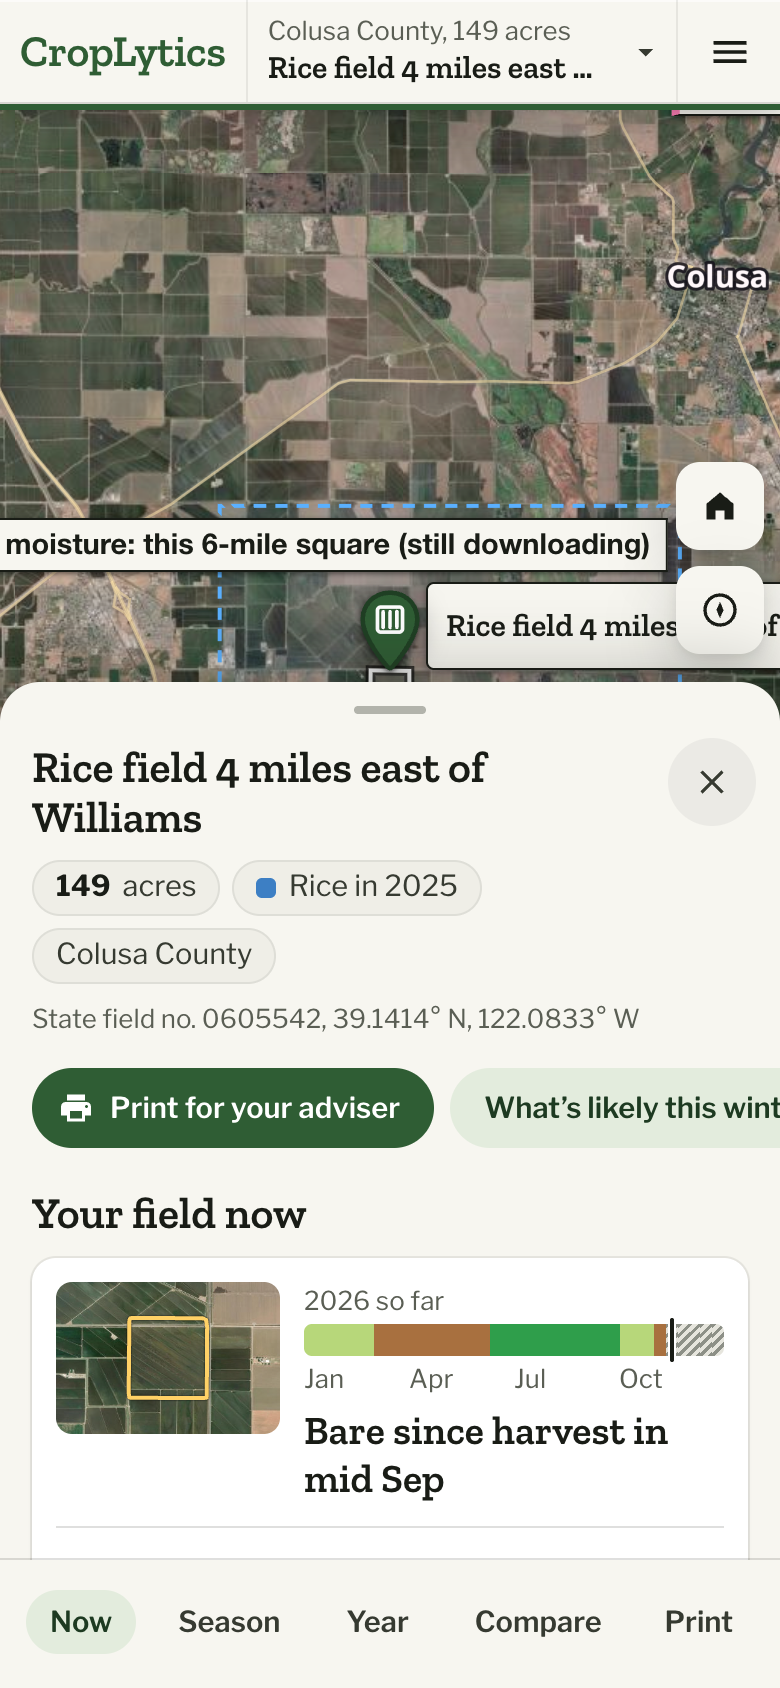 CropLytics
Colusa County, 149 acres
Rice field 4 miles east ...
Colusa
moisture: this 6-mile square (still downloading)
Rice field 4 miles
of
Rice field 4 miles east of
Williams
149 acres
Rice in 2025
Colusa County
State field no. 0605542, 39.1414° N, 122.0833° W
Print for your adviser
What’s likely this wint
Your field now
2026 so far
Jan
Apr
Jul
Oct
Bare since harvest in
mid Sep
Now
Season
Year
Compare
Print